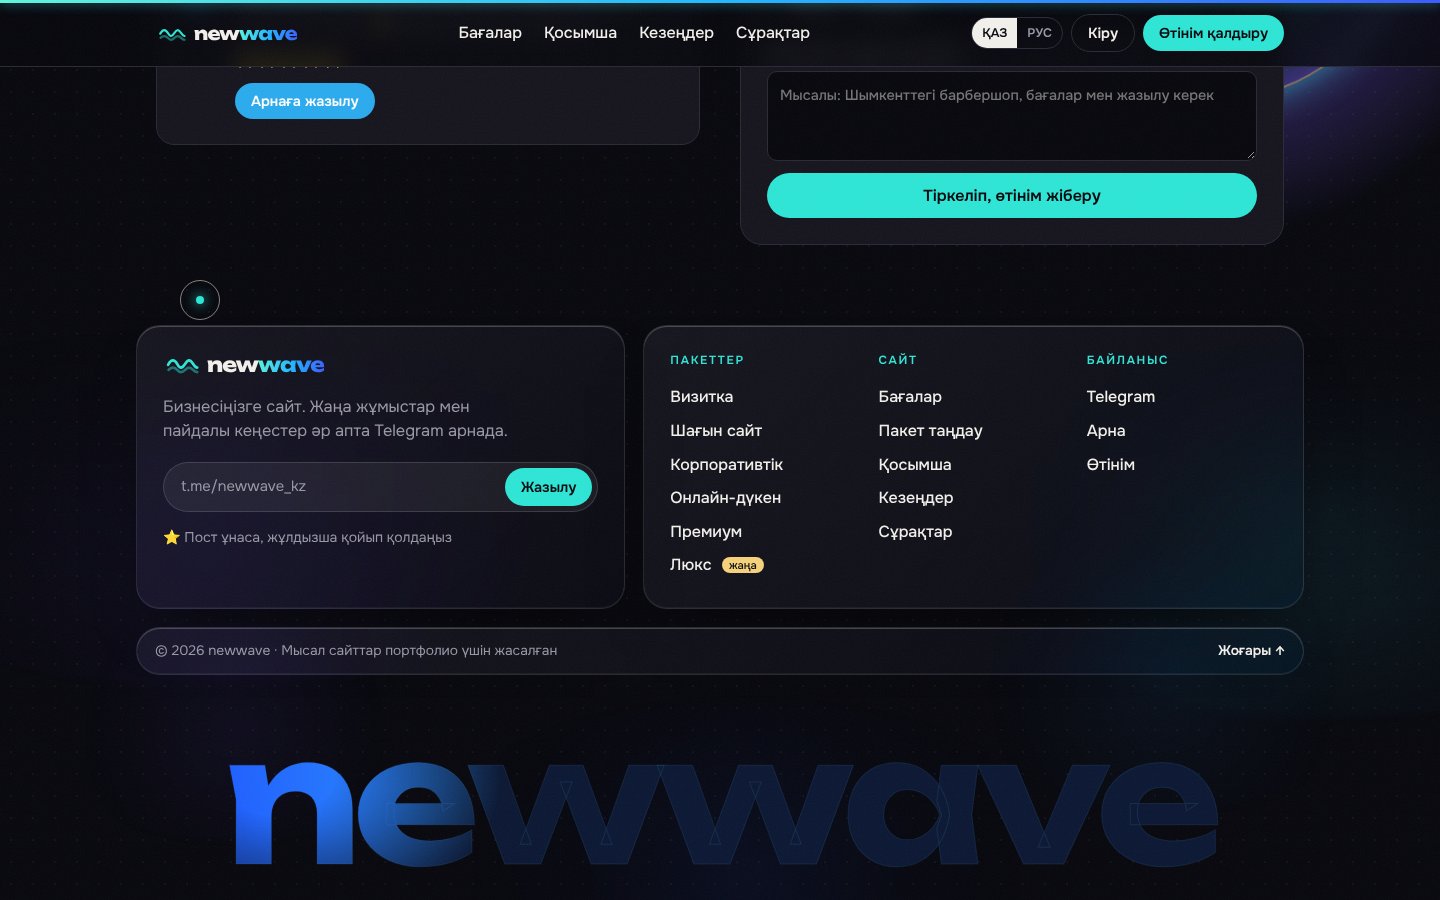 newwave
Бағалар Қосымша Кезеңдер Сұрақтар
ҚАЗ РУС
Кіру
Өтінім қалдыру
Арнаға жазылу
Мысалы: Шымкенттегі барбершоп, бағалар мен жазылу керек
Тіркеліп, өтінім жіберу
newwave
Бизнесіңізге сайт. Жаңа жұмыстар мен
пайдалы кеңестер әр апта Telegram арнада.
t.me/newwave_kz
Жазылу
⭐ Пост ұнаса, жұлдызша қойып қолдаңыз
ПАКЕТТЕР
Визитка
Шағын сайт
Корпоративтік
Онлайн-дүкен
Премиум
Люкс жаңа
САЙТ
Бағалар
Пакет таңдау
Қосымша
Кезеңдер
Сұрақтар
БАЙЛАНЫС
Telegram
Арна
Өтінім
© 2026 newwave · Мысал сайттар портфолио үшін жасалған
Жоғары ↑
newwave